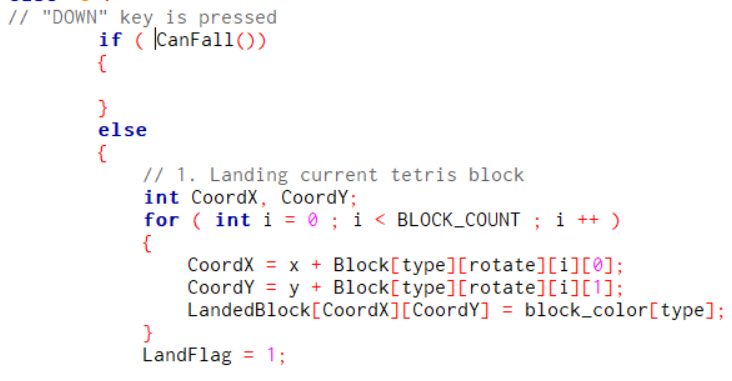 // "DOWN" key is pressed
if ( CanFall())
{
}
else
{
// 1. Landing current tetris block
int CoordX, CoordY;
for ( int i = 0 ; i < BLOCK_COUNT ; i ++ )
{
CoordX = x + Block[type][rotate][i][0];
CoordY = y + Block[type][rotate][i][1];
LandedBlock[CoordX][CoordY] = block_color[type];
}
LandFlag = 1;